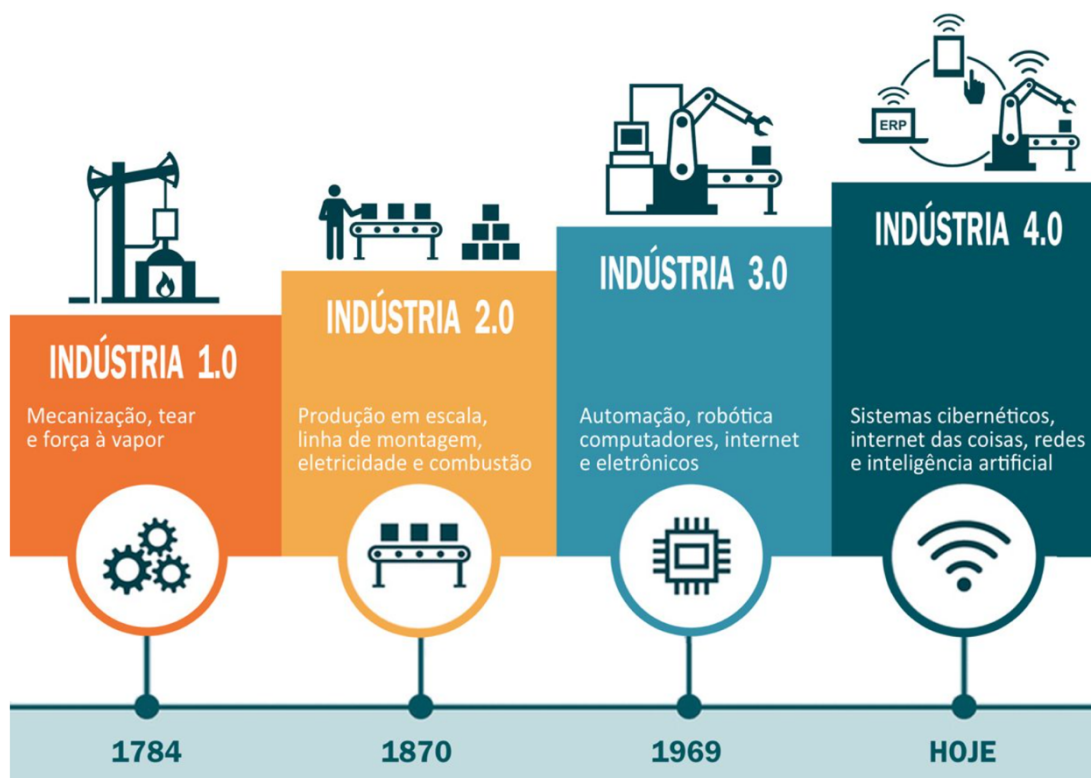 ERP
INDÚSTRIA 1.0
Mecanização, tear
e força à vapor
1784
INDÚSTRIA 2.0
Produção em escala,
linha de montagem,
eletricidade e combustão
1870
INDÚSTRIA 3.0
Automação, robótica
computadores, internet
e eletrônicos
1969
INDÚSTRIA 4.0
Sistemas cibernéticos,
internet das coisas, redes
e inteligência artificial
HOJE